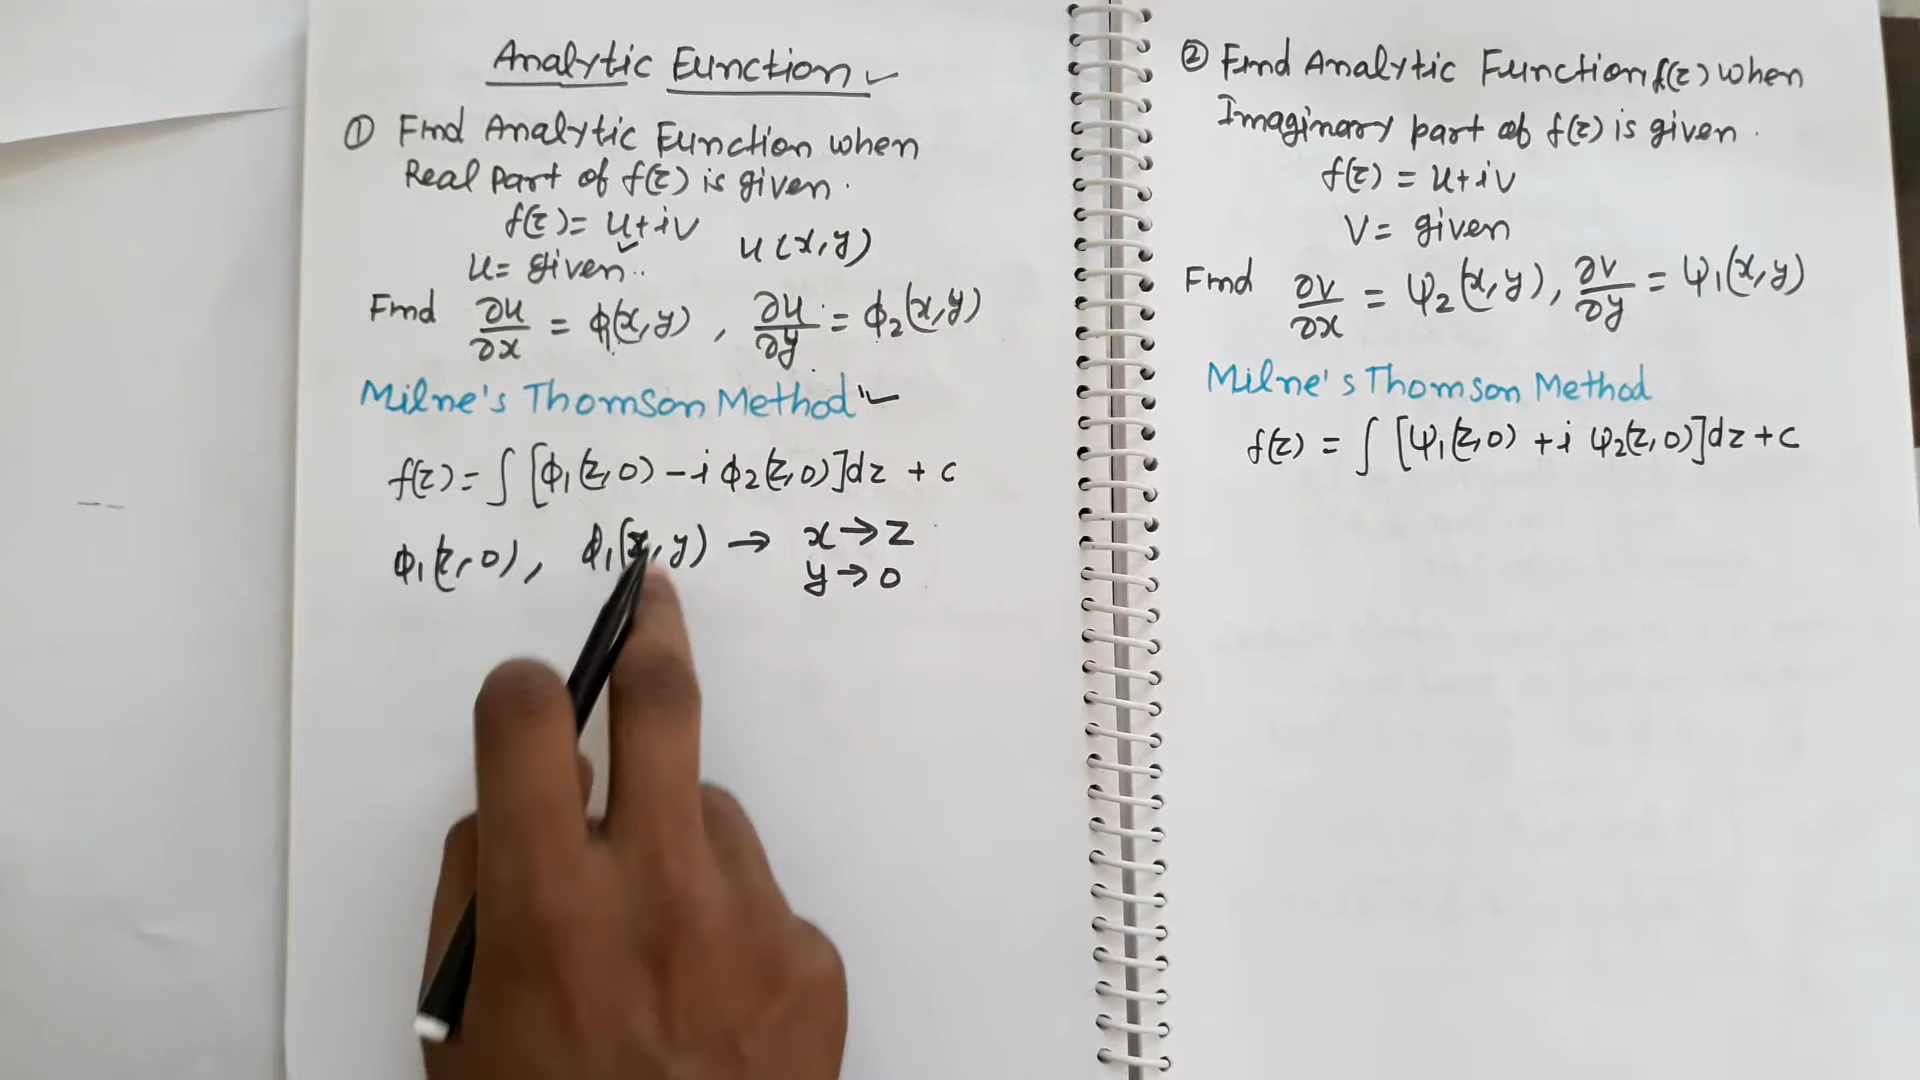 Analytic Function
① Find Analytic Function when
Real part of f(z) is given.
f(z) = u+iv
u(x,y)
u = given..
Find ∂u/∂x = ϕ₁(x,y), ∂u/∂y = ϕ₂(x,y)
Milne's Thomson Method
f(z) = ∫ [ϕ₁(z,0) - i ϕ₂(z,0)]dz + c
ϕ₁(z,0), ϕ₁(x,y) → x→z
y→0
② Find Analytic Function f(z) when
Imaginary part of f(z) is given.
f(z) = u+iv
V = given
Find ∂v/∂x = ψ₂(x,y), ∂v/∂y = ψ₁(x,y)
Milne's Thomson Method
f(z) = ∫ [ψ₁(z,0) + i ψ₂(z,0)]dz + c